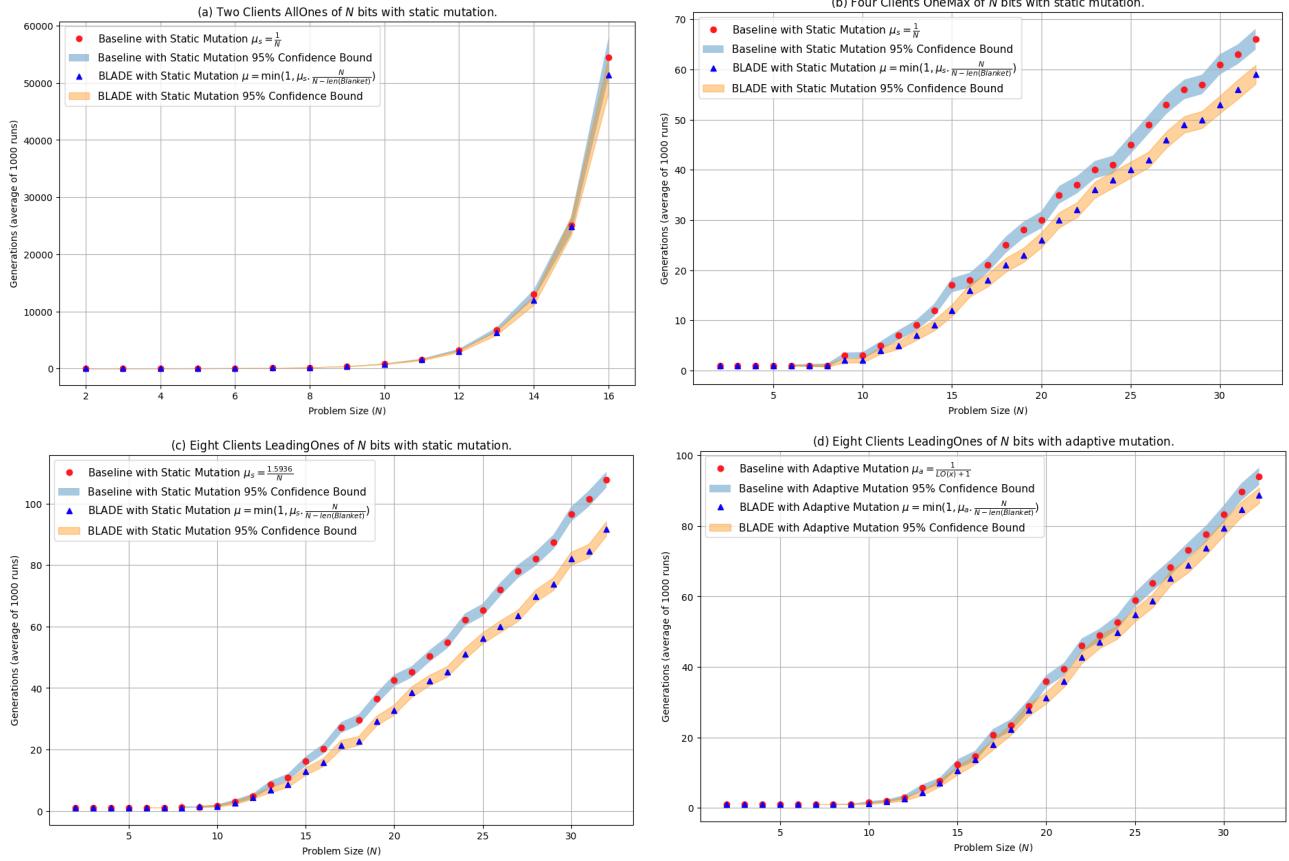 (a) Two Clients AllOnes of N bits with static mutation.
Baseline with Static Mutation μ_s = 1/N
Baseline with Static Mutation 95% Confidence Bound
BLADE with Static Mutation μ = min(1, μ_s. N/(N−len(Blanket)))
BLADE with Static Mutation 95% Confidence Bound
Generations (average of 1000 runs)
60000
50000
40000
30000
20000
10000
0
2 4 6 8 10 12 14 16
Problem Size (N)
(b) Four Clients OneMax of N bits with static mutation.
Baseline with Static Mutation μ_s = 1/N
Baseline with Static Mutation 95% Confidence Bound
BLADE with Static Mutation μ = min(1, μ_s. N/(N−len(Blanket)))
BLADE with Static Mutation 95% Confidence Bound
Generations (average of 1000 runs)
70
60
50
40
30
20
10
0
5 10 15 20 25 30
Problem Size (N)
(c) Eight Clients LeadingOnes of N bits with static mutation.
Baseline with Static Mutation μ_s = 1.5936/N
Baseline with Static Mutation 95% Confidence Bound
BLADE with Static Mutation μ = min(1, μ_s. N/(N−len(Blanket)))
BLADE with Static Mutation 95% Confidence Bound
Generations (average of 1000 runs)
100
80
60
40
20
0
5 10 15 20 25 30
Problem Size (N)
(d) Eight Clients LeadingOnes of N bits with adaptive mutation.
Baseline with Adaptive Mutation μ_a = 1/(LO(x)+1)
Baseline with Adaptive Mutation 95% Confidence Bound
BLADE with Adaptive Mutation μ = min(1, μ_a. N/(N−len(Blanket)))
BLADE with Adaptive Mutation 95% Confidence Bound
Generations (average of 1000 runs)
100
80
60
40
20
0
5 10 15 20 25 30
Problem Size (N)